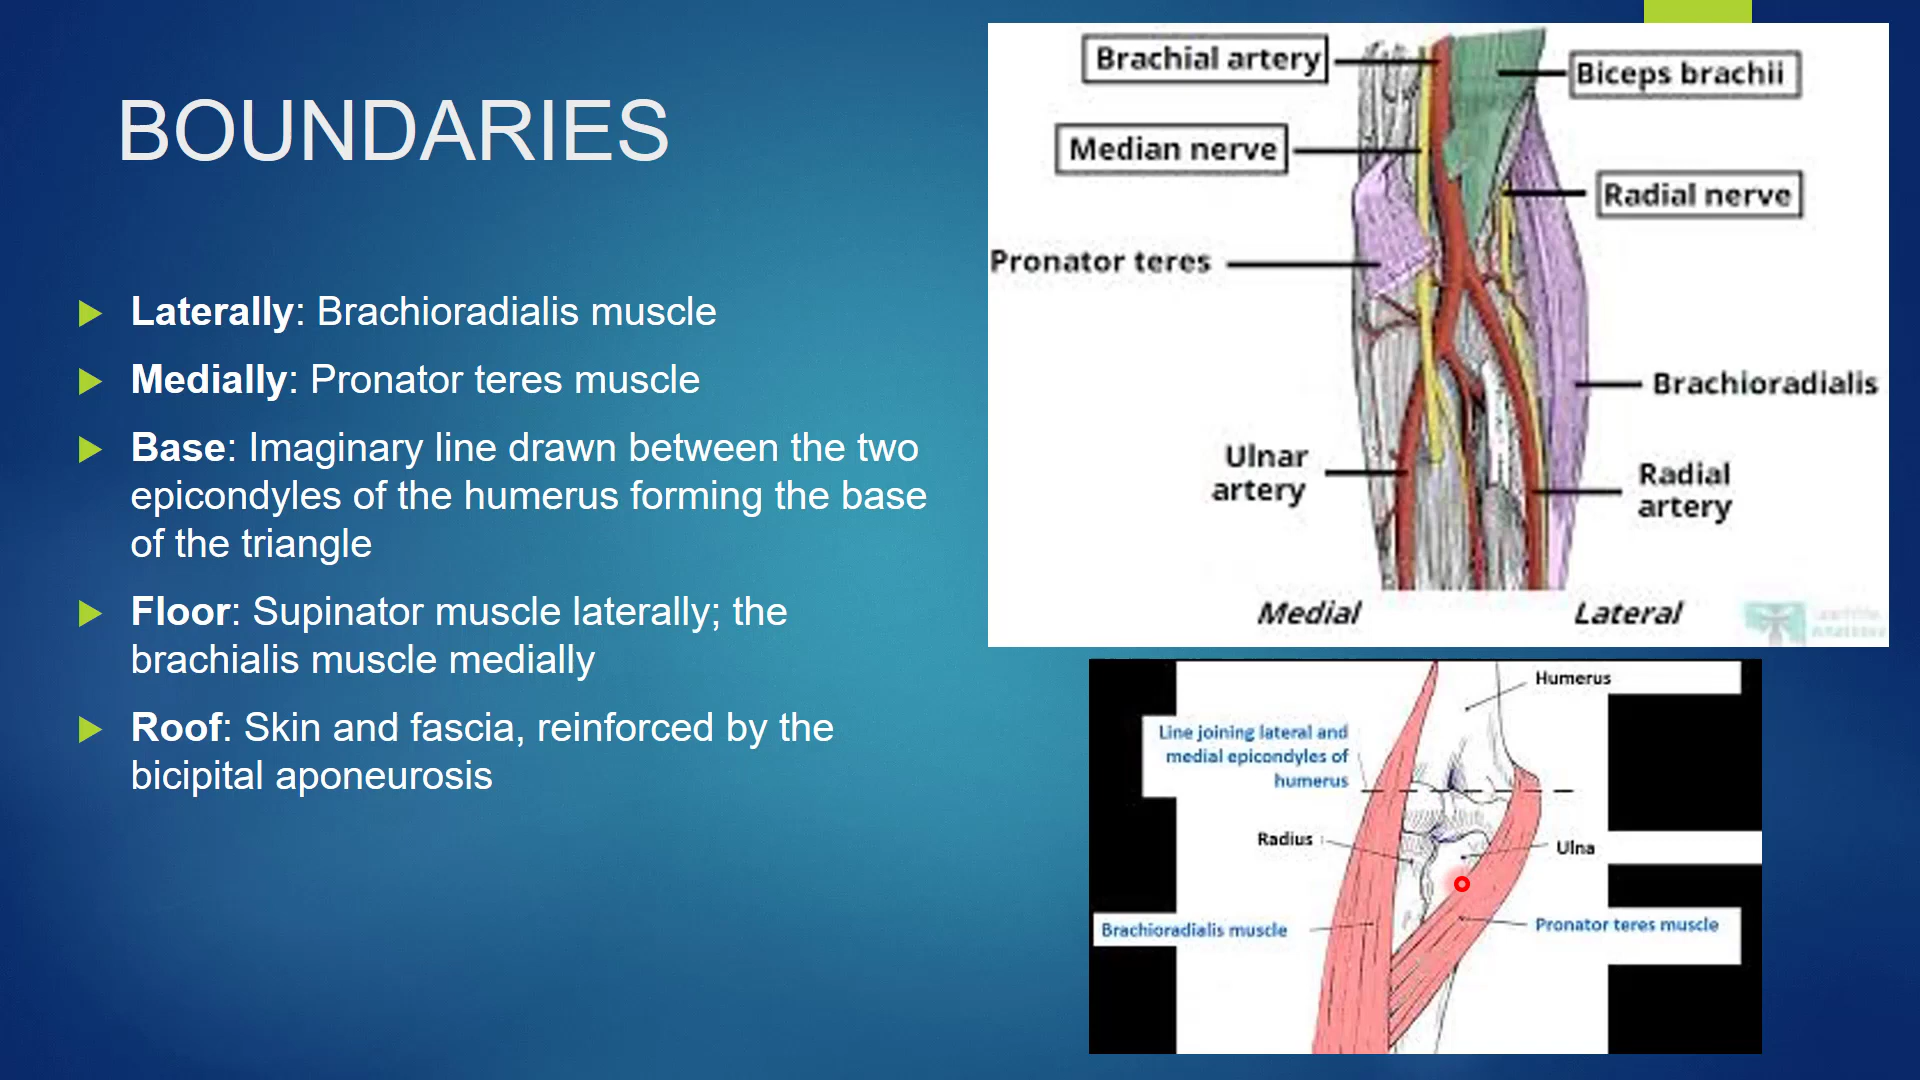 BOUNDARIES
Laterally: Brachioradialis muscle
Medially: Pronator teres muscle
Base: Imaginary line drawn between the two
epicondyles of the humerus forming the base
of the triangle
Floor: Supinator muscle laterally; the
brachialis muscle medially
Roof: Skin and fascia, reinforced by the
bicipital aponeurosis
Brachial artery
Biceps brachii
Median nerve
Radial nerve
Pronator teres
Brachioradialis
Ulnar
artery
Radial
artery
Medial
Lateral
Humerus
Line joining lateral and
medial epicondyles of
humerus
Radius
Ulna
Brachioradialis muscle
Pronator teres muscle